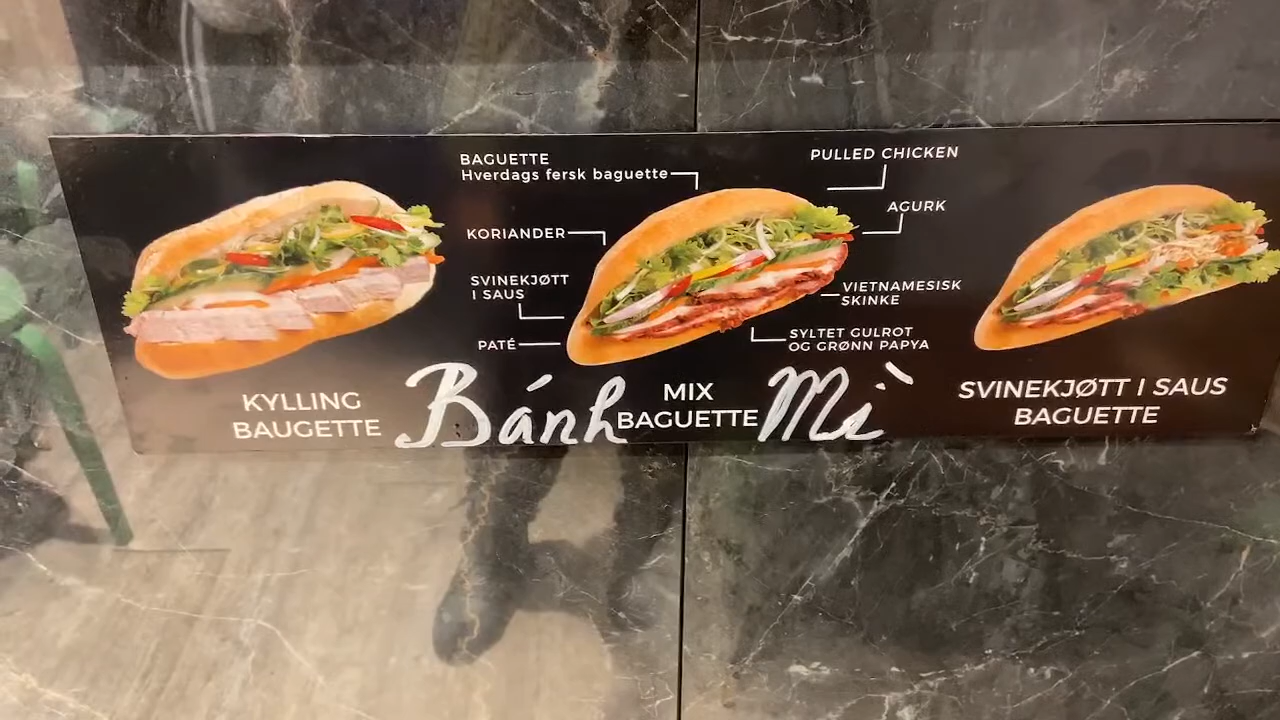 BAGUETTE
Hverdags fersk baguette
KORIANDER
SVINEKJØTT
I SAUS
PATÉ
PULLED CHICKEN
AGURK
VIETNAMESISK
SKINKE
SYLTET GULROT
OG GRØNN PAPYA
KYLLING
BAUGETTE
Bánh Mì
MIX
BAGUETTE
SVINEKJØTT I SAUS
BAGUETTE